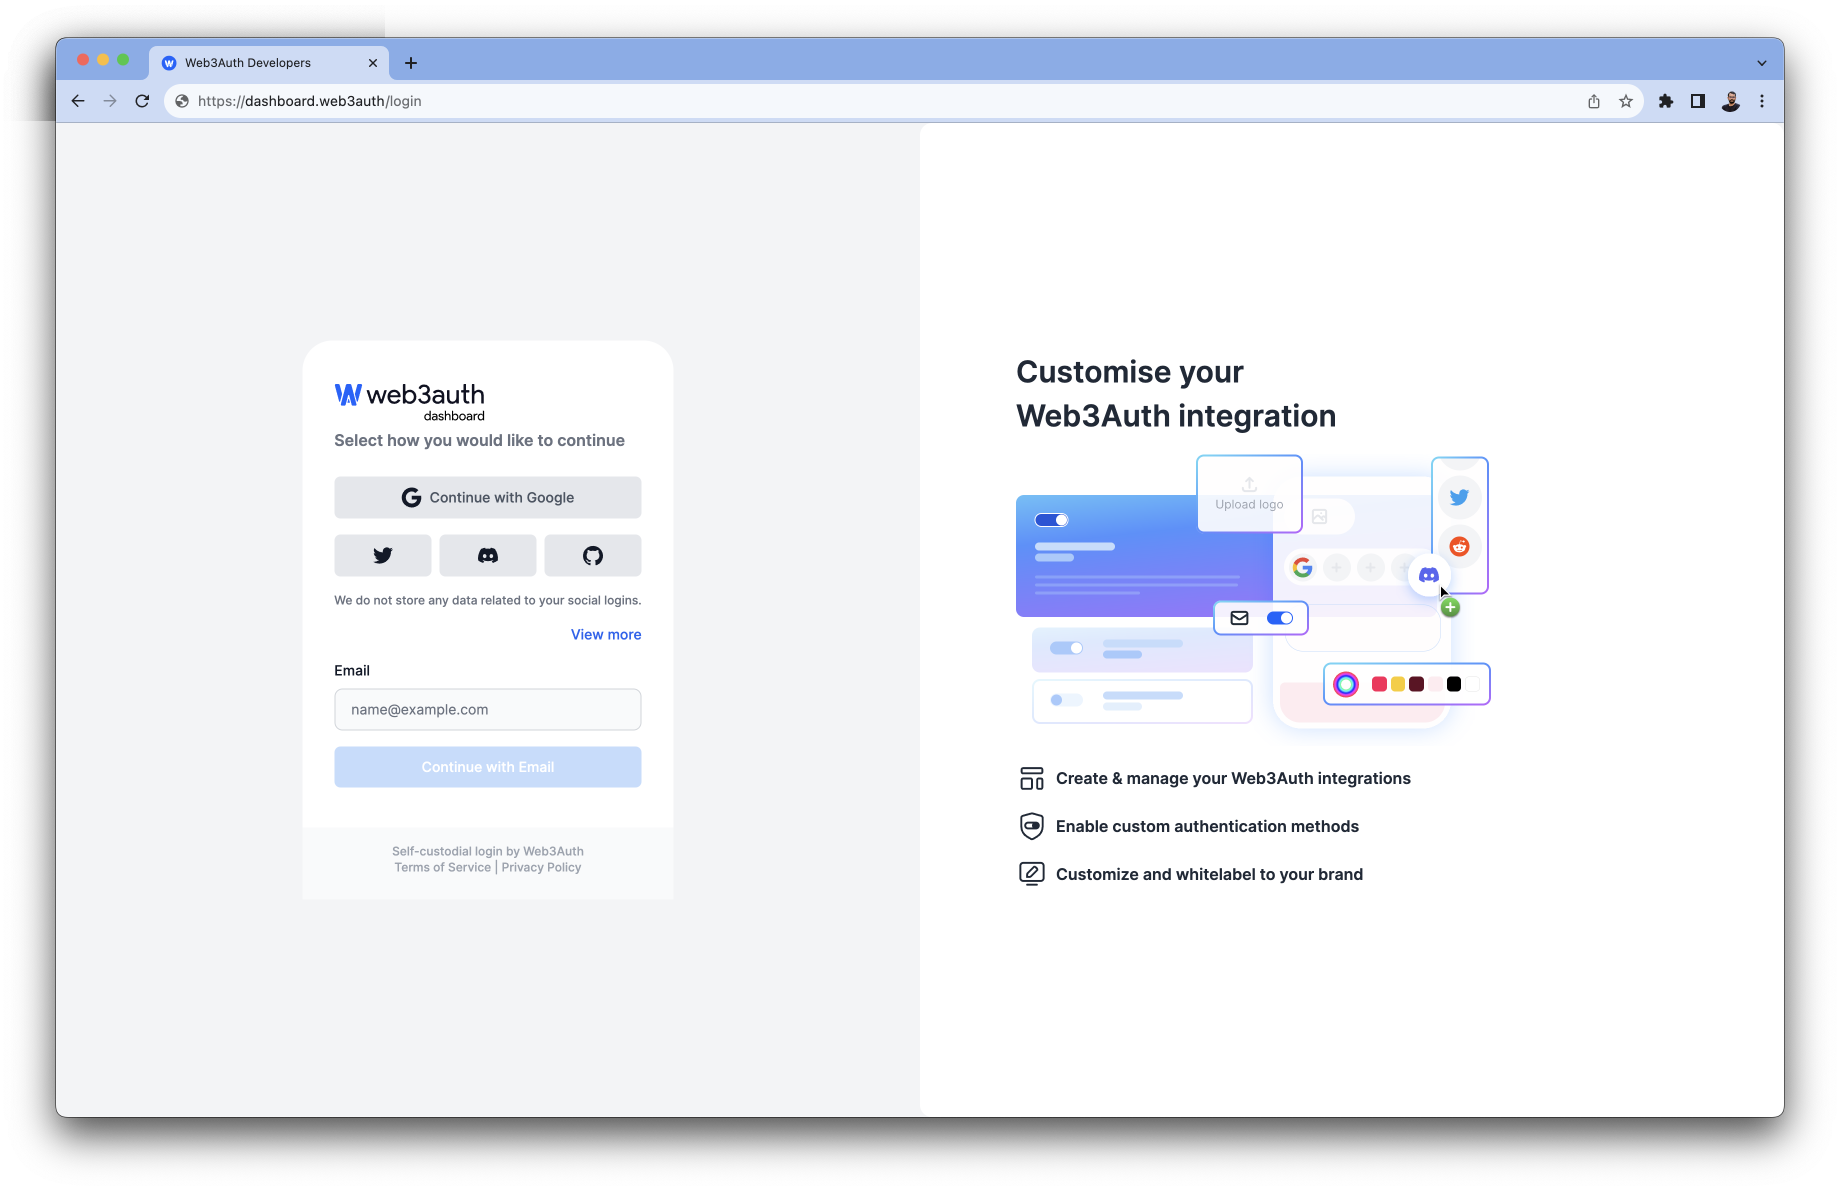 Web3Auth Developers
https://dashboard.web3auth/login
web3auth
dashboard
Select how you would like to continue
Continue with Google
We do not store any data related to your social logins.
View more
Email
name@example.com
Continue with Email
Self-custodial login by Web3Auth
Terms of Service | Privacy Policy
Customise your
Web3Auth integration
Upload logo
Create & manage your Web3Auth integrations
Enable custom authentication methods
Customize and whitelabel to your brand